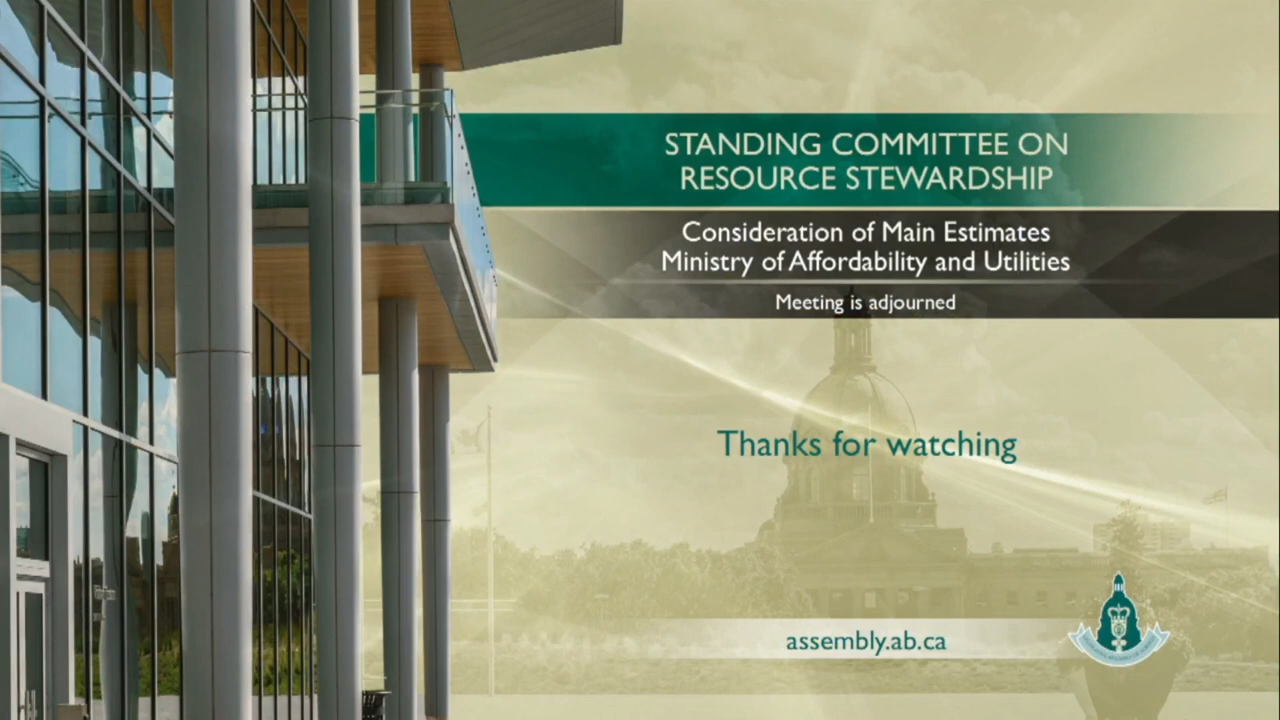 STANDING COMMITTEE ON
RESOURCE STEWARDSHIP
Consideration of Main Estimates
Ministry of Affordability and Utilities
Meeting is adjourned
Thanks for watching
assembly.ab.ca